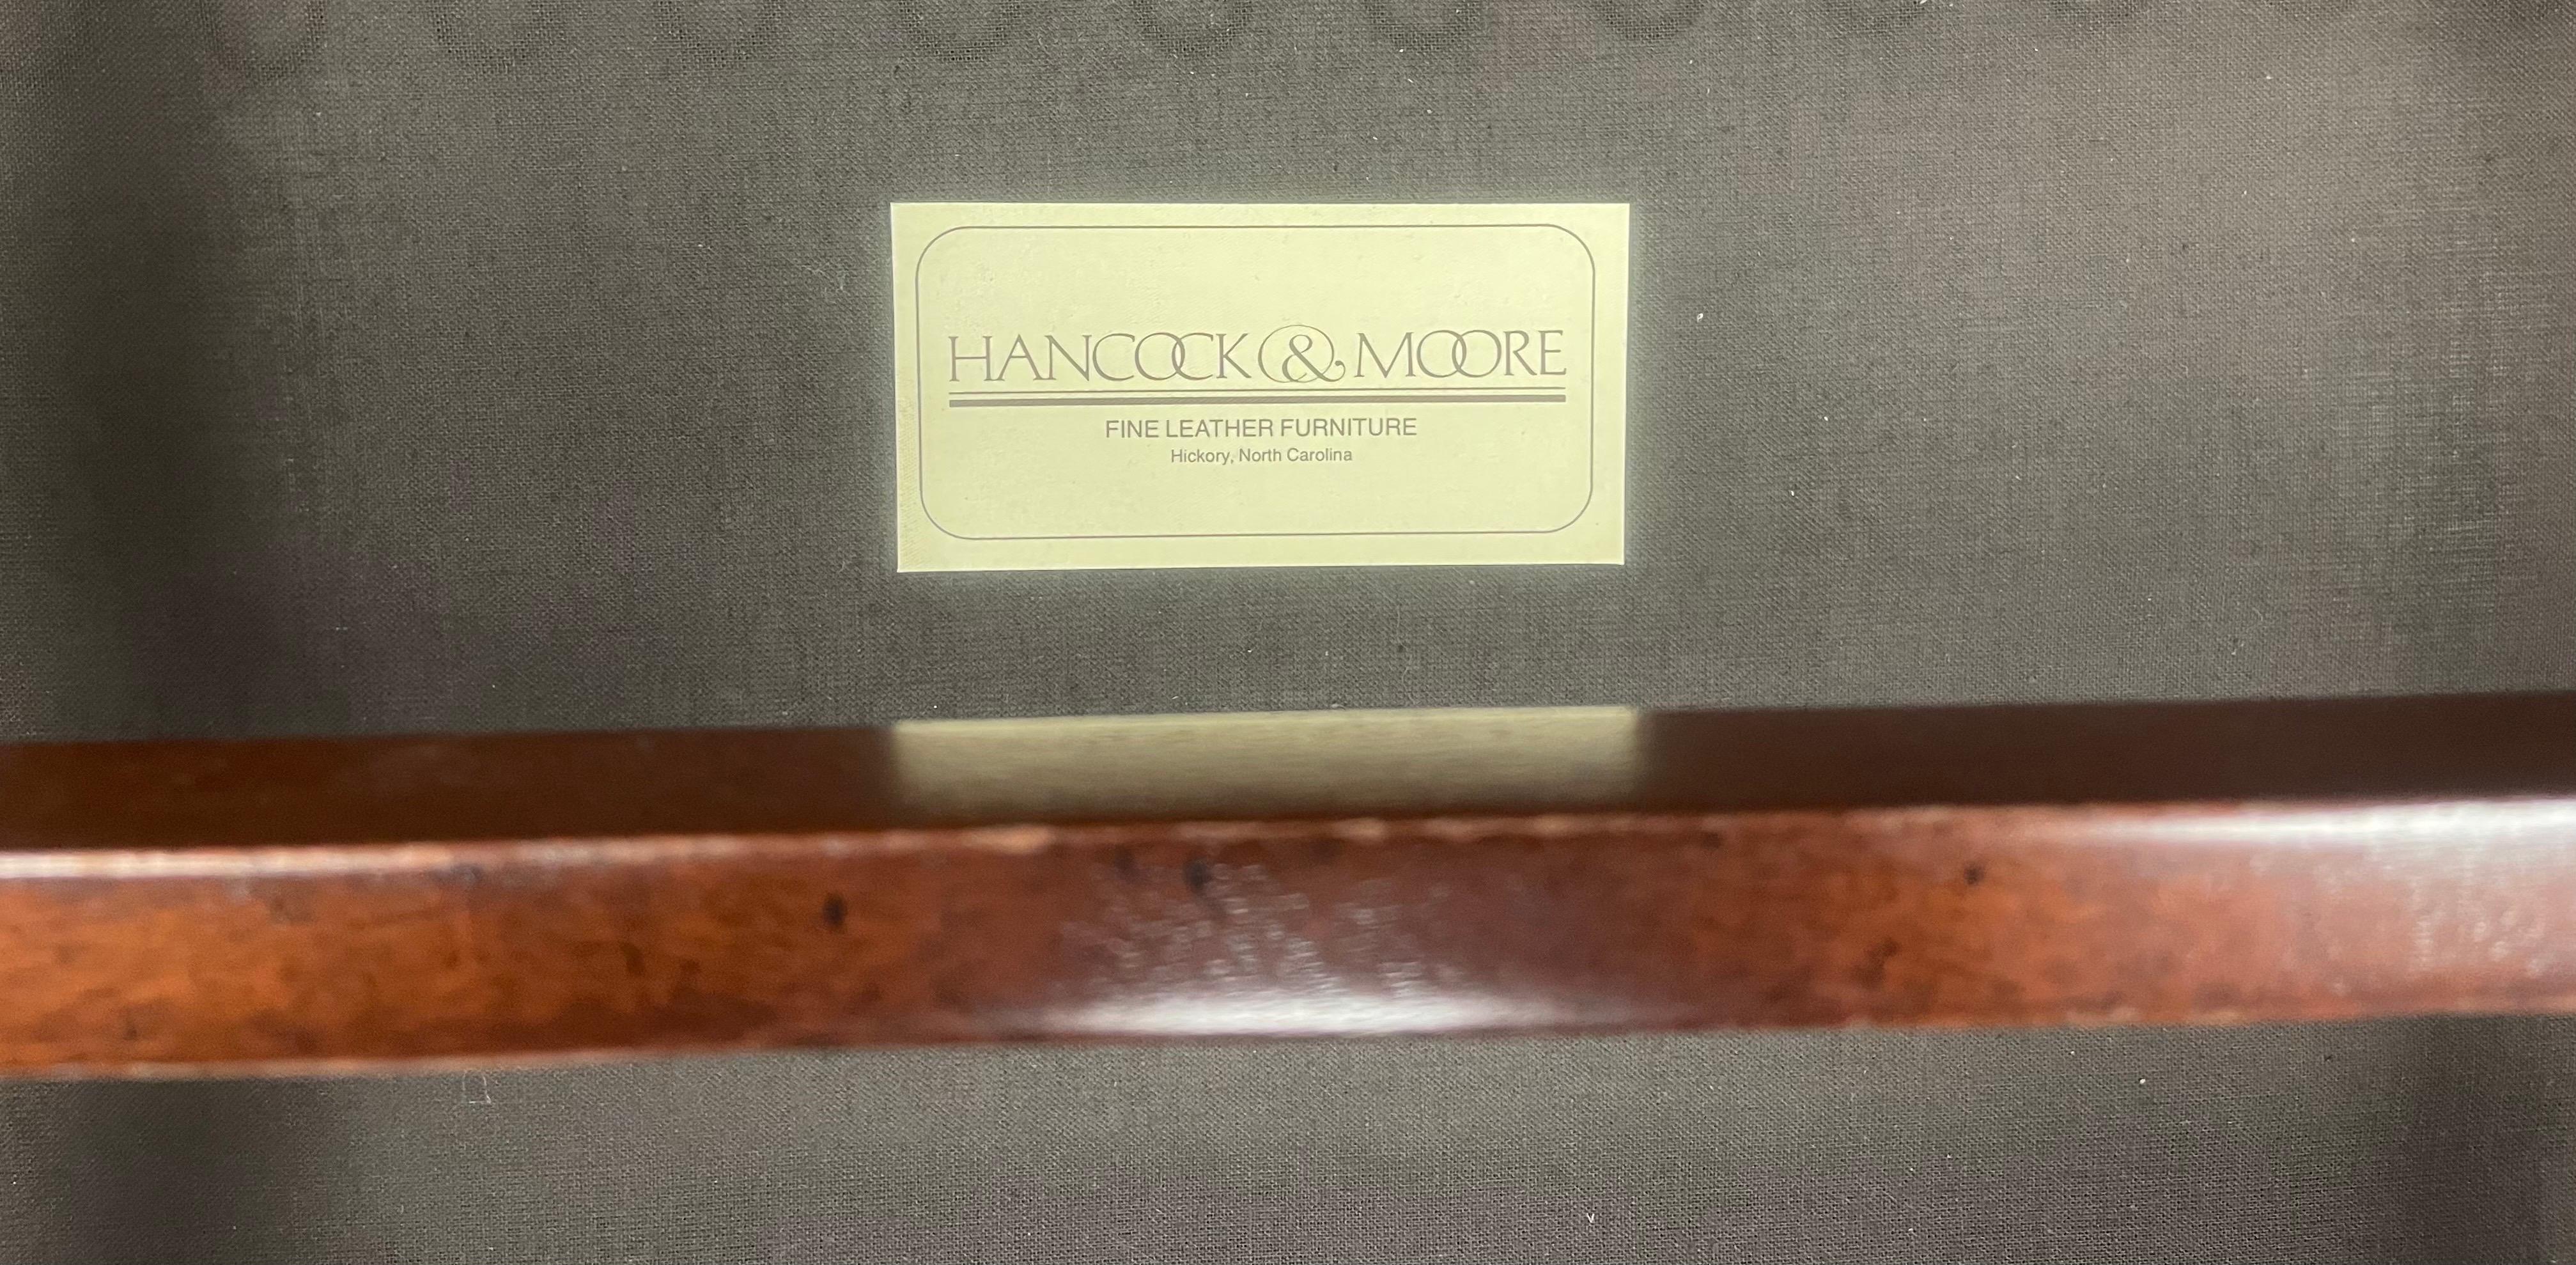 HANCOCK & MOORE
FINE LEATHER FURNITURE
Hickory, North Carolina